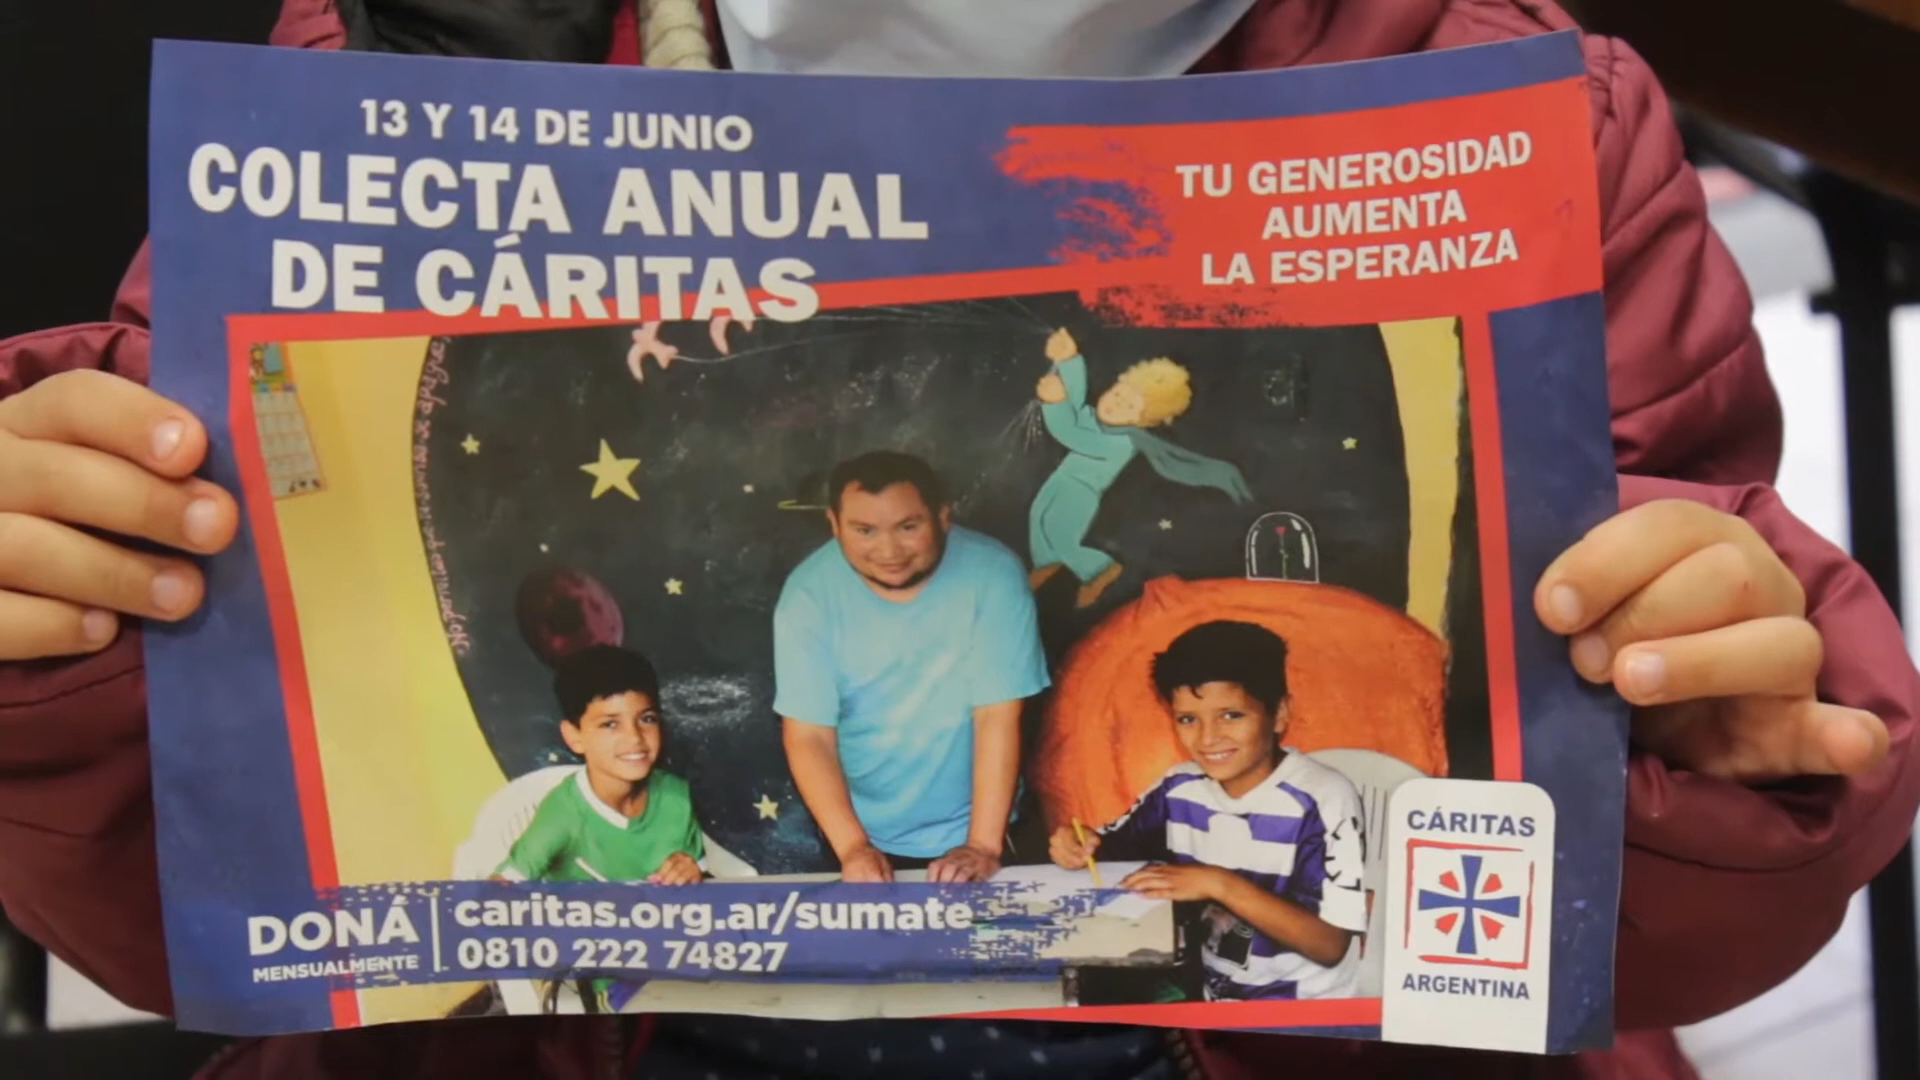 13 Y 14 DE JUNIO
COLECTA ANUAL
DE CÁRITAS
TU GENEROSIDAD
AUMENTA
LA ESPERANZA
DONÁ
MENSUALMENTE
caritas.org.ar/sumate
0810 222 74827
CÁRITAS
ARGENTINA